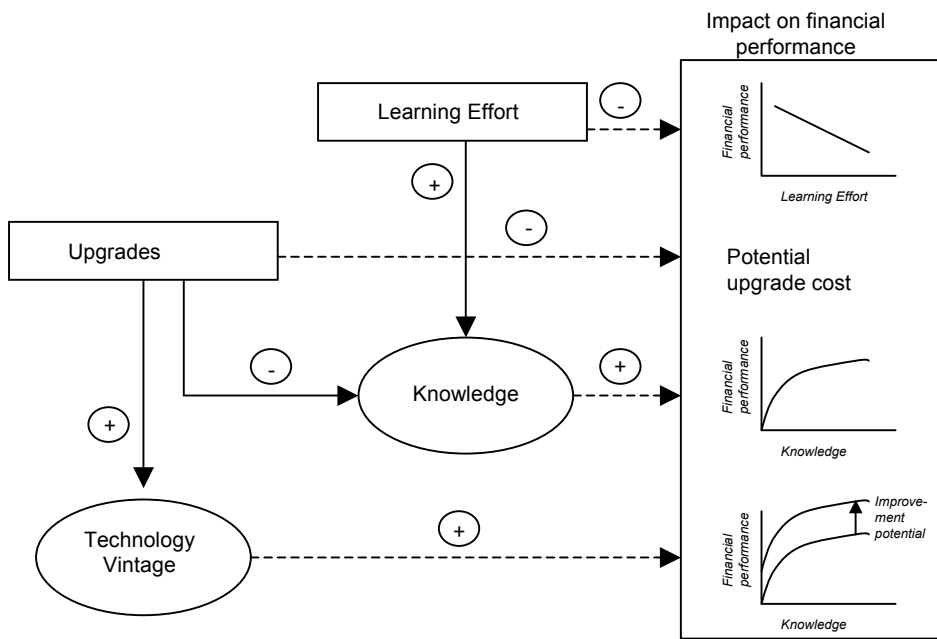 Impact on financial
performance
Learning Effort
-
Financial
performance
Learning Effort
+
Upgrades
-
Potential
upgrade cost
-
Knowledge
+
Financial
performance
Knowledge
+
Technology
Vintage
+
Financial
performance
Improve-
ment
potential
Knowledge